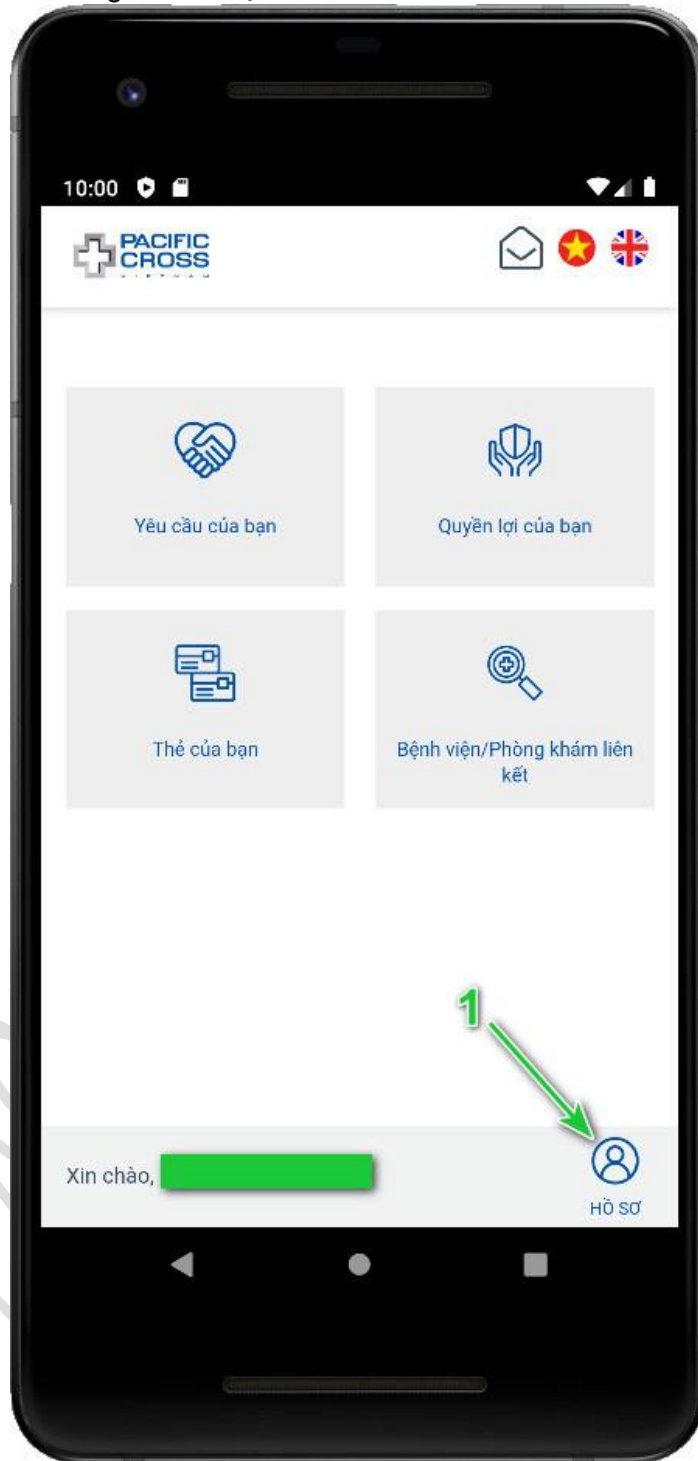 10:00
PACIFIC
CROSS
Yêu cầu của bạn
Quyền lợi của bạn
Thẻ của bạn
Bệnh viện/Phòng khám liên
kết
1
Xin chào,
HỒ SƠ